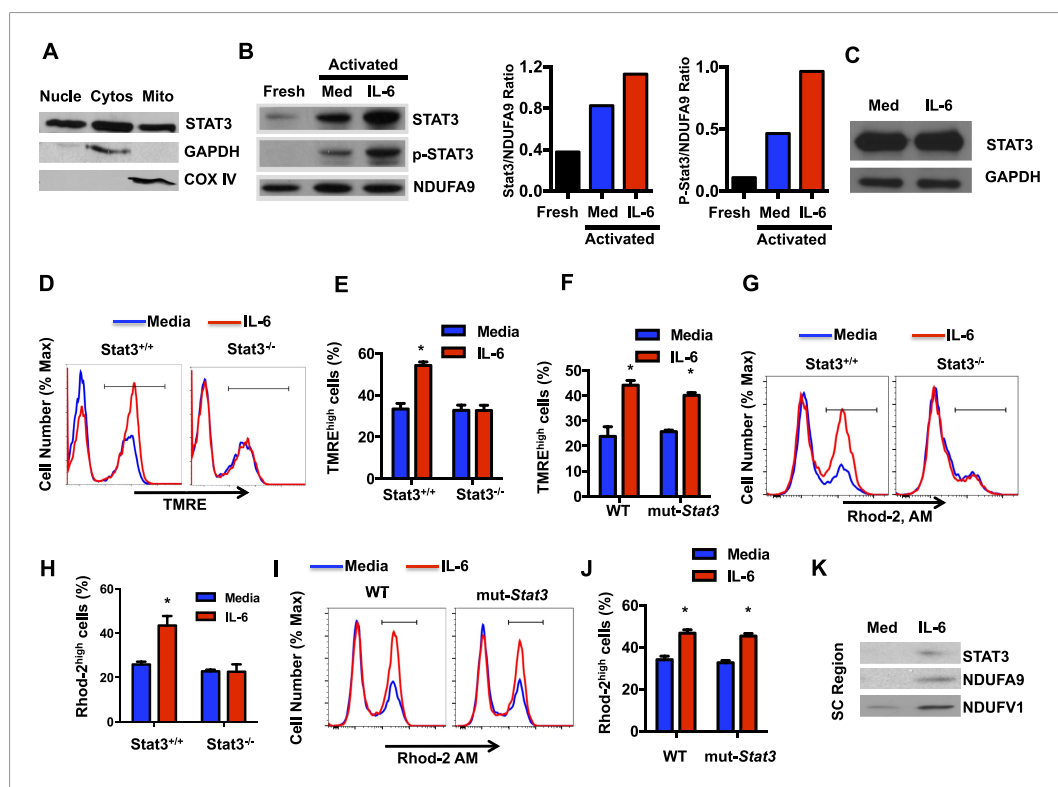 A
Nucle Cytos Mito
STAT3
GAPDH
COX IV
B
Activated
Fresh Med IL-6
STAT3
p-STAT3
NDUFA9
Stat3/NDUFA9 Ratio
1.2
0.8
0.4
0.0
Fresh Med IL-6
Activated
P-Stat3/NDUFA9 Ratio
1.0
0.5
0.0
Fresh Med IL-6
Activated
C
Med IL-6
STAT3
GAPDH
D
Media IL-6
Stat3+/+ Stat3-/-
Cell Number (% Max)
TMRE
E
Media
IL-6
TMREhigh cells (%)
60
40
20
0
*
Stat3+/+ Stat3-/-
F
Media
IL-6
TMREhigh cells (%)
50
40
30
20
10
0
* *
WT mut-Stat3
G
Media IL-6
Stat3+/+ Stat3-/-
Cell Number (% Max)
Rhod-2, AM
H
Media
IL-6
Rhod-2high cells (%)
60
40
20
0
*
Stat3+/+ Stat3-/-
I
Media IL-6
WT mut-Stat3
Cell Number (% Max)
Rhod-2 AM
J
Media
IL-6
Rhod-2high cells (%)
60
40
20
0
* *
WT mut-Stat3
K
Med IL-6
SC Region
STAT3
NDUFA9
NDUFV1